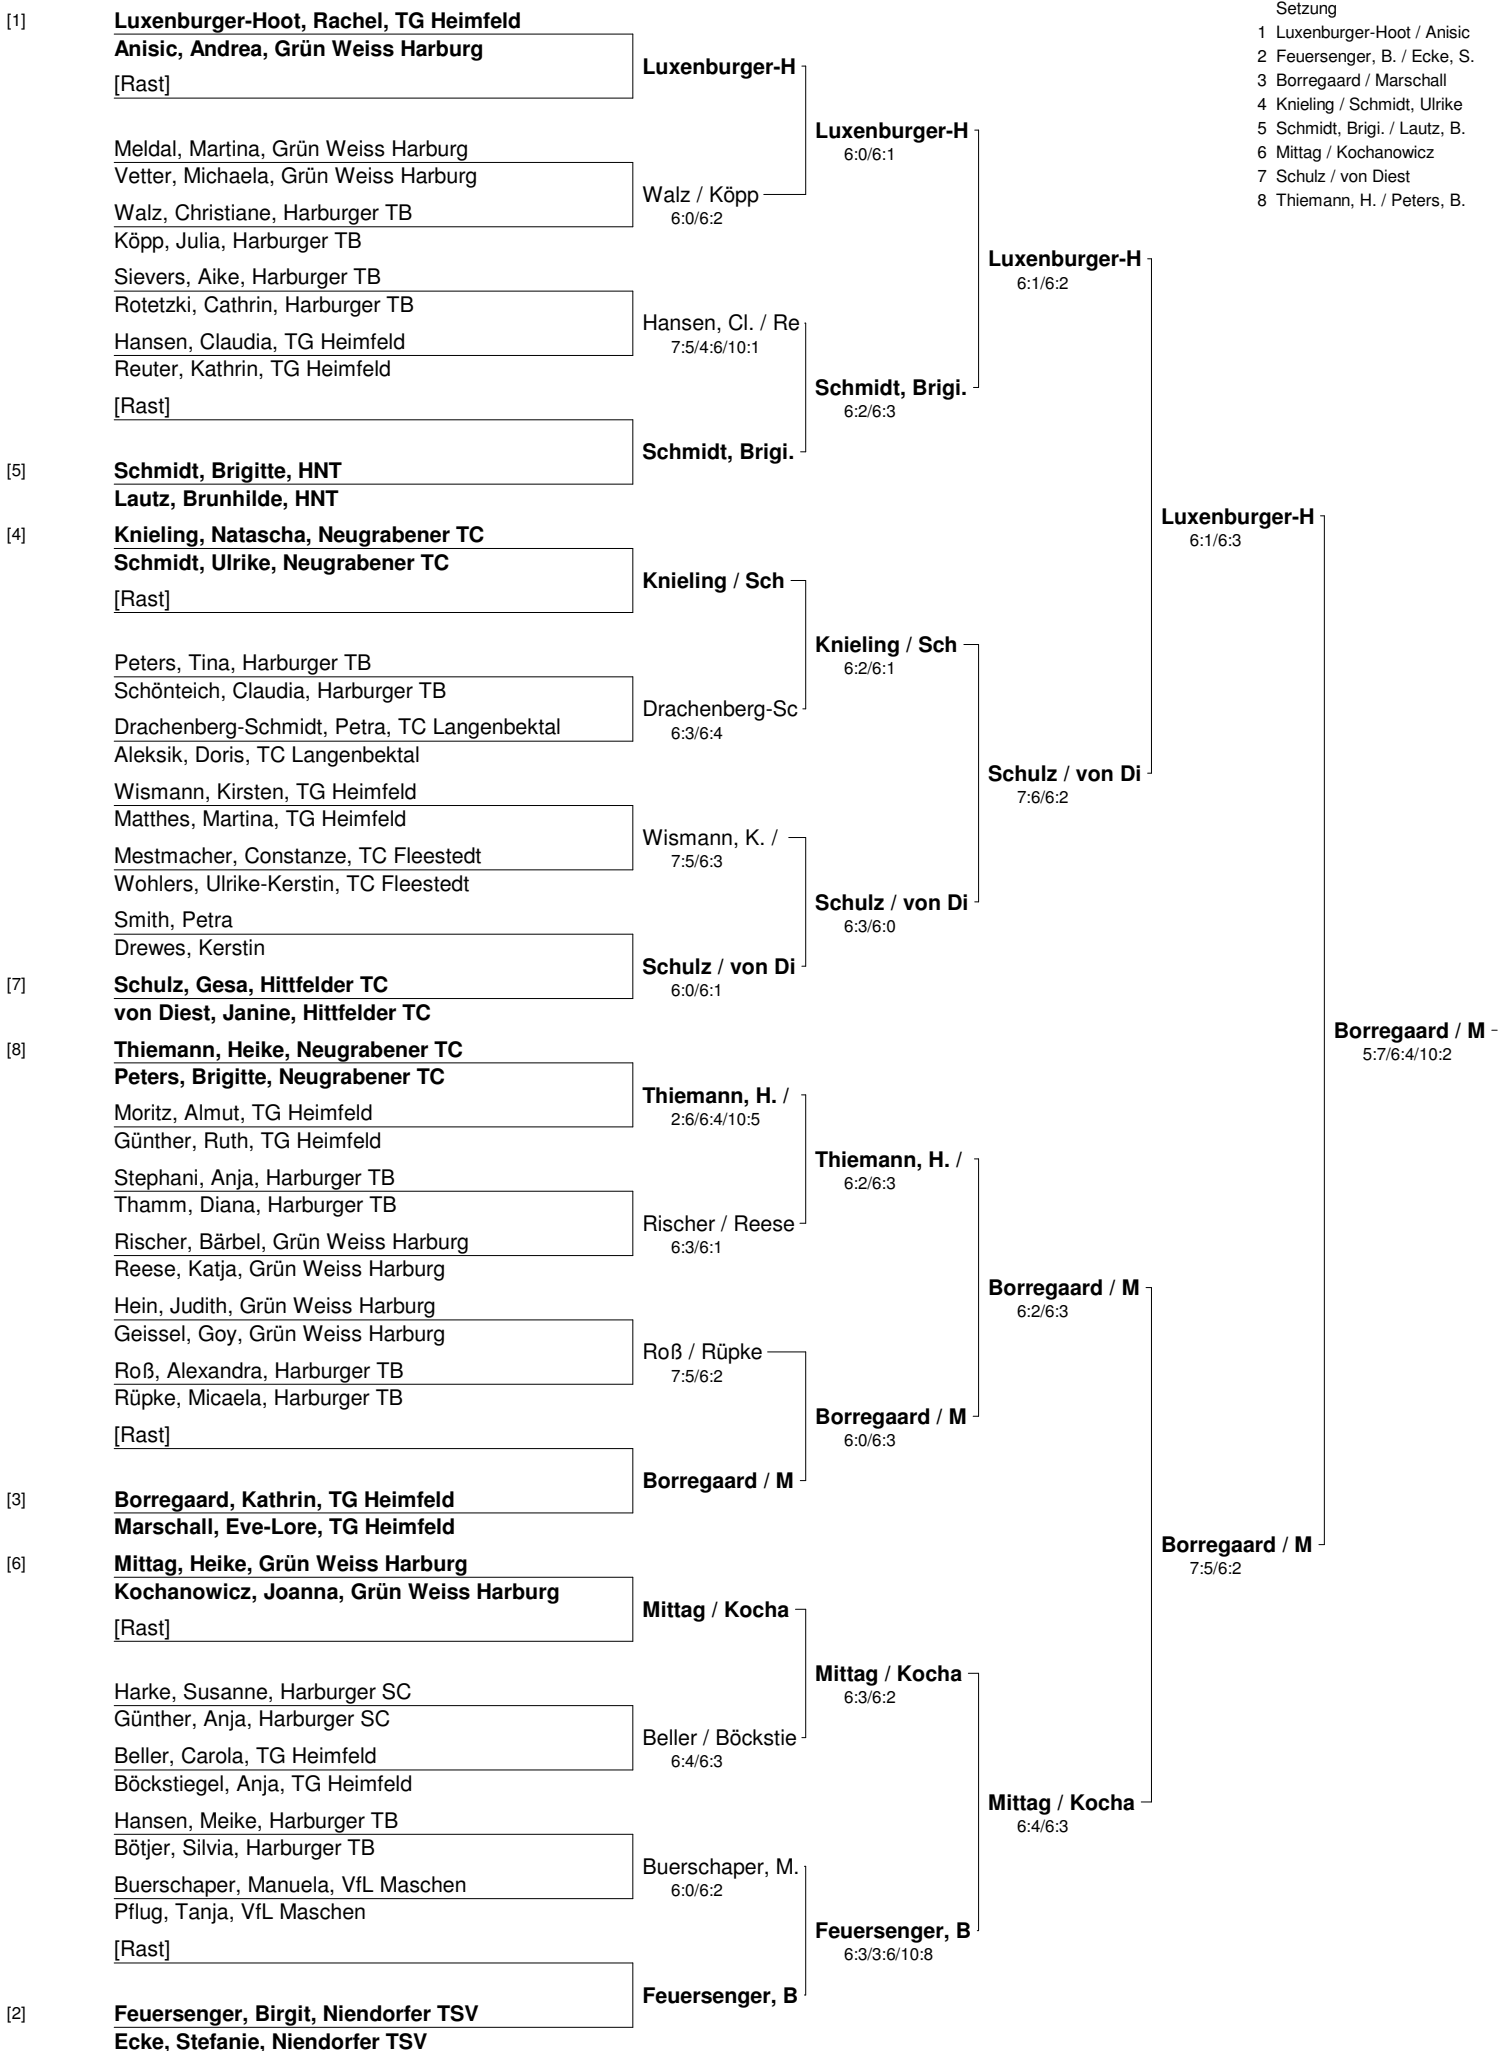 Setzung
1 Luxenburger-Hoot / Anisic
2 Feuersenger, B. / Ecke, S.
3 Borregaard / Marschall
4 Knieling / Schmidt, Ulrike
5 Schmidt, Brigi. / Lautz, B.
6 Mittag / Kochanowicz
7 Schulz / von Diest
8 Thiemann, H. / Peters, B.
[1] Luxenburger-Hoot, Rachel, TG Heimfeld
Anisic, Andrea, Grün Weiss Harburg
[Rast]
Meldal, Martina, Grün Weiss Harburg
Vetter, Michaela, Grün Weiss Harburg
Walz, Christiane, Harburger TB
Köpp, Julia, Harburger TB
Sievers, Aike, Harburger TB
Rotetzki, Cathrin, Harburger TB
Hansen, Claudia, TG Heimfeld
Reuter, Kathrin, TG Heimfeld
[Rast]
[5] Schmidt, Brigitte, HNT
Lautz, Brunhilde, HNT
[4] Knieling, Natascha, Neugrabener TC
Schmidt, Ulrike, Neugrabener TC
[Rast]
Peters, Tina, Harburger TB
Schönteich, Claudia, Harburger TB
Drachenberg-Schmidt, Petra, TC Langenbektal
Aleksik, Doris, TC Langenbektal
Wismann, Kirsten, TG Heimfeld
Matthes, Martina, TG Heimfeld
Mestmacher, Constanze, TC Fleestedt
Wohlers, Ulrike-Kerstin, TC Fleestedt
Smith, Petra
Drewes, Kerstin
[7] Schulz, Gesa, Hittfelder TC
von Diest, Janine, Hittfelder TC
[8] Thiemann, Heike, Neugrabener TC
Peters, Brigitte, Neugrabener TC
Moritz, Almut, TG Heimfeld
Günther, Ruth, TG Heimfeld
Stephani, Anja, Harburger TB
Thamm, Diana, Harburger TB
Rischer, Bärbel, Grün Weiss Harburg
Reese, Katja, Grün Weiss Harburg
Hein, Judith, Grün Weiss Harburg
Geissel, Goy, Grün Weiss Harburg
Roß, Alexandra, Harburger TB
Rüpke, Micaela, Harburger TB
[Rast]
[3] Borregaard, Kathrin, TG Heimfeld
Marschall, Eve-Lore, TG Heimfeld
[6] Mittag, Heike, Grün Weiss Harburg
Kochanowicz, Joanna, Grün Weiss Harburg
[Rast]
Harke, Susanne, Harburger SC
Günther, Anja, Harburger SC
Beller, Carola, TG Heimfeld
Böckstiegel, Anja, TG Heimfeld
Hansen, Meike, Harburger TB
Bötjer, Silvia, Harburger TB
Buerschaper, Manuela, VfL Maschen
Pflug, Tanja, VfL Maschen
[Rast]
[2] Feuersenger, Birgit, Niendorfer TSV
Ecke, Stefanie, Niendorfer TSV
Luxenburger-H
Walz / Köpp
6:0/6:2
Hansen, Cl. / Re
7:5/4:6/10:1
Schmidt, Brigi.
Knieling / Sch
Drachenberg-Sc
6:3/6:4
Wismann, K. /
7:5/6:3
Schulz / von Di
6:0/6:1
Thiemann, H. /
2:6/6:4/10:5
Rischer / Reese
6:3/6:1
Roß / Rüpke
7:5/6:2
Borregaard / M
Mittag / Kocha
Beller / Böckstie
6:4/6:3
Buerschaper, M.
6:0/6:2
Feuersenger, B
Luxenburger-H
6:0/6:1
Schmidt, Brigi.
6:2/6:3
Knieling / Sch
6:2/6:1
Schulz / von Di
6:3/6:0
Thiemann, H. /
6:2/6:3
Borregaard / M
6:0/6:3
Mittag / Kocha
6:3/6:2
Feuersenger, B
6:3/3:6/10:8
Luxenburger-H
6:1/6:2
Schulz / von Di
7:6/6:2
Borregaard / M
6:2/6:3
Mittag / Kocha
6:4/6:3
Luxenburger-H
6:1/6:3
Borregaard / M
7:5/6:2
Borregaard / M
5:7/6:4/10:2